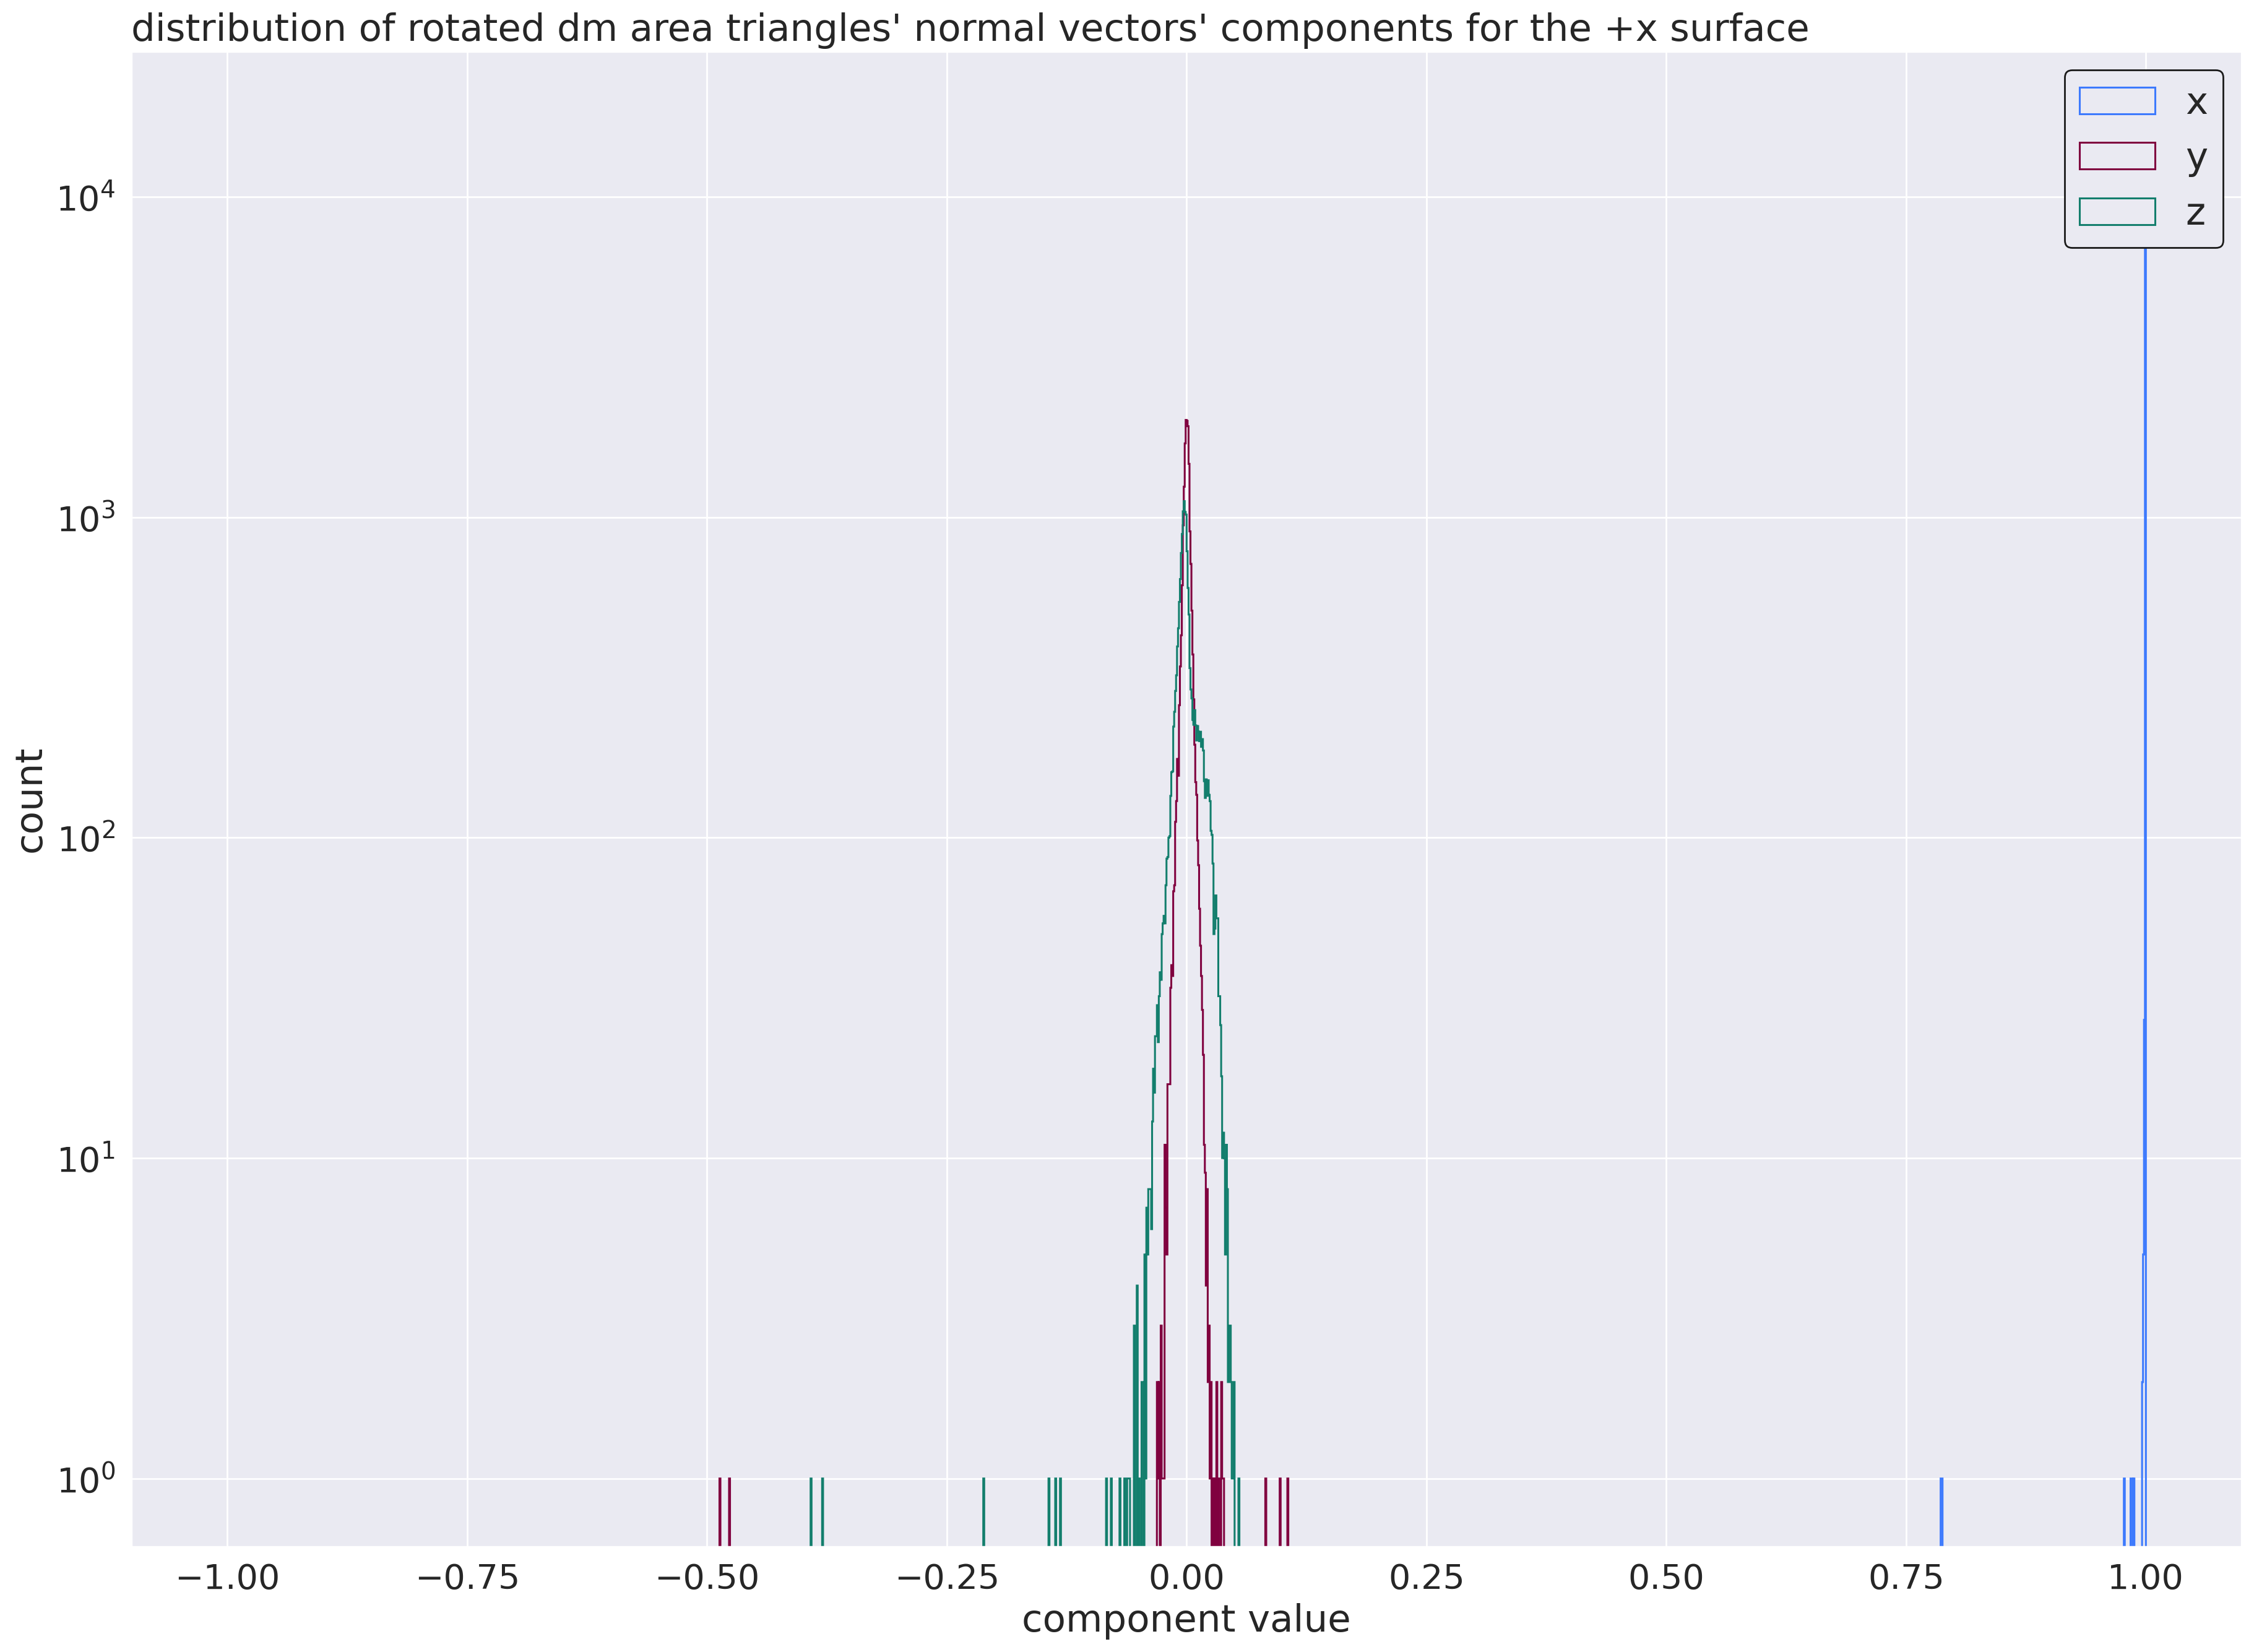 distribution of rotated dm area triangles' normal vectors' components for the +x surface
x
y
z
10⁴
10³
10²
10¹
10⁰
count
−1.00 −0.75 −0.50 −0.25 0.00 0.25 0.50 0.75 1.00
component value